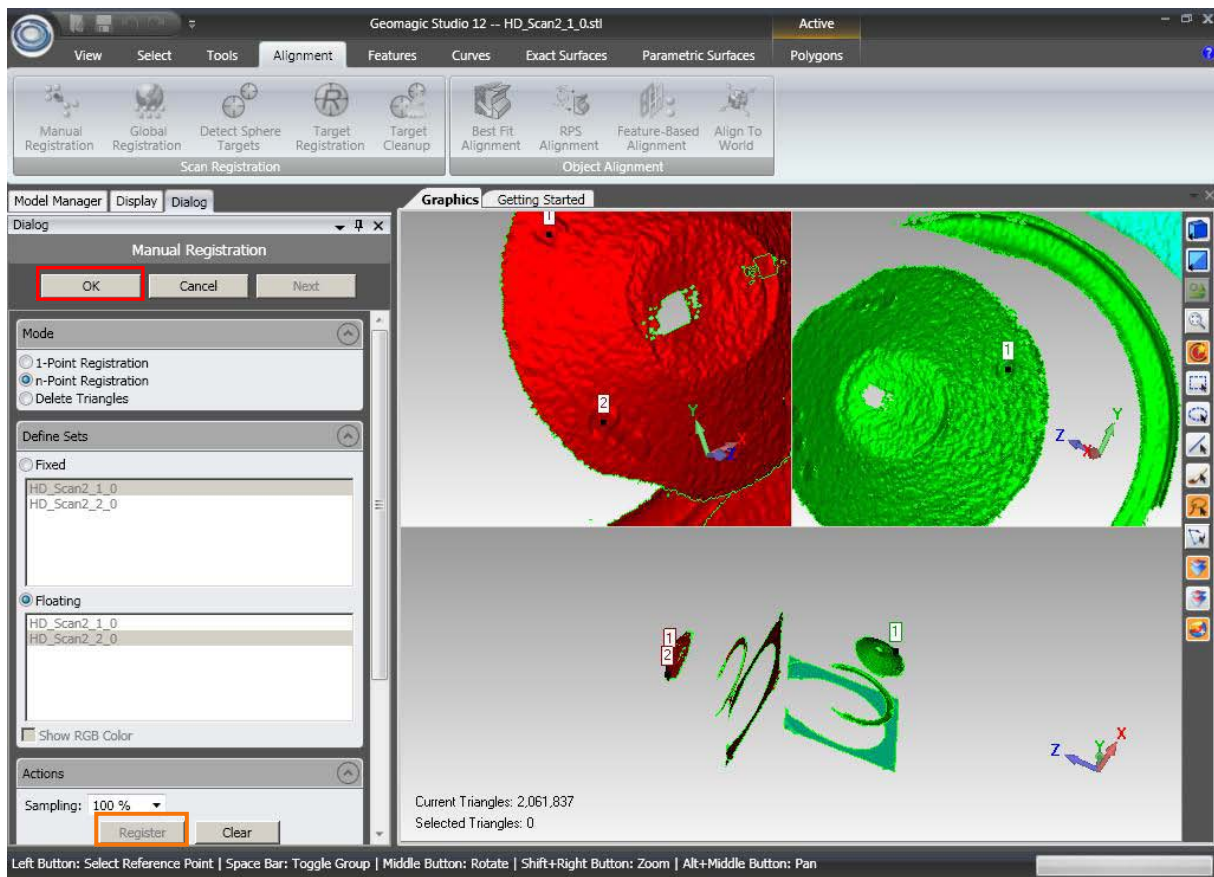 Geomagic Studio 12 -- HD_Scan2_1_0.stl
Active
View Select Tools Alignment Features Curves Exact Surfaces Parametric Surfaces Polygons
Manual Registration
Global Registration
Detect Sphere Targets
Target Registration
Target Cleanup
Best Fit Alignment
RPS Alignment
Feature-Based Alignment
Align To World
Scan Registration
Object Alignment
Model Manager Display Dialog
Graphics Getting Started
Dialog
Manual Registration
OK Cancel Next
Mode
1-Point Registration
n-Point Registration
Delete Triangles
Define Sets
Fixed
HD_Scan2_1_0
HD_Scan2_2_0
Floating
HD_Scan2_1_0
HD_Scan2_2_0
Show RGB Color
Actions
Sampling: 100 %
Register Clear
1
2
Y
X
Z
1
Y
Z
X
1
2
1
X
Y
Z
Current Triangles: 2,061,837
Selected Triangles: 0
Left Button: Select Reference Point | Space Bar: Toggle Group | Middle Button: Rotate | Shift+Right Button: Zoom | Alt+Middle Button: Pan